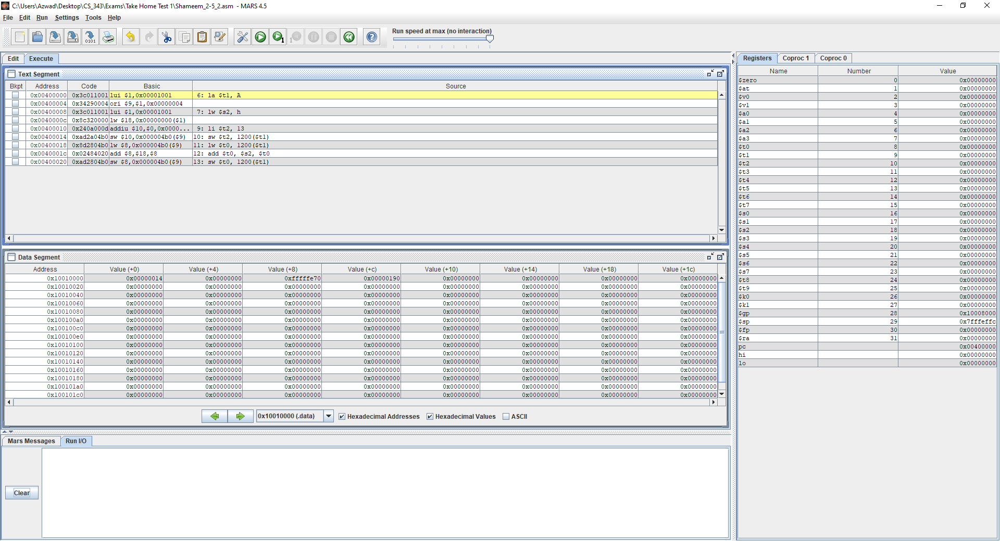 C:\Users\Azwad\Desktop\CS_343\Exams\Take Home Test 1\Shameem_2-5_2.asm - MARS 4.5
File Edit Run Settings Tools Help
Run speed at max (no interaction)
Edit Execute
Text Segment
Bkpt Address Code Basic Source
0x00400000 0x3c011001 lui $1,0x00001001 6: la $t1, A
0x00400004 0x34290004 ori $9,$1,0x00000004
0x00400008 0x3c011001 lui $1,0x00001001 7: lw $s2, h
0x0040000c 0x8c320000 lw $18,0x00000000($1)
0x00400010 0x240a000d addiu $10,$0,0x0000... 9: li $t2, 13
0x00400014 0xad2a04b0 sw $10,0x000004b0($9) 10: sw $t2, 1200($t1)
0x00400018 0x8d2804b0 lw $8,0x000004b0($9) 11: lw $t0, 1200($t1)
0x0040001c 0x02484020 add $8,$18,$8 12: add $t0, $s2, $t0
0x00400020 0xad2804b0 sw $8,0x000004b0($9) 13: sw $t0, 1200($t1)
Data Segment
Address Value (+0) Value (+4) Value (+8) Value (+c) Value (+10) Value (+14) Value (+18) Value (+1c)
0x10010000 0x00000014 0x00000000 0xfffffe70 0x00000190 0x00000000 0x00000000 0x00000000 0x00000000
0x10010020 0x00000000 0x00000000 0x00000000 0x00000000 0x00000000 0x00000000 0x00000000 0x00000000
0x10010040 0x00000000 0x00000000 0x00000000 0x00000000 0x00000000 0x00000000 0x00000000 0x00000000
0x10010060 0x00000000 0x00000000 0x00000000 0x00000000 0x00000000 0x00000000 0x00000000 0x00000000
0x10010080 0x00000000 0x00000000 0x00000000 0x00000000 0x00000000 0x00000000 0x00000000 0x00000000
0x100100a0 0x00000000 0x00000000 0x00000000 0x00000000 0x00000000 0x00000000 0x00000000 0x00000000
0x100100c0 0x00000000 0x00000000 0x00000000 0x00000000 0x00000000 0x00000000 0x00000000 0x00000000
0x100100e0 0x00000000 0x00000000 0x00000000 0x00000000 0x00000000 0x00000000 0x00000000 0x00000000
0x10010100 0x00000000 0x00000000 0x00000000 0x00000000 0x00000000 0x00000000 0x00000000 0x00000000
0x10010120 0x00000000 0x00000000 0x00000000 0x00000000 0x00000000 0x00000000 0x00000000 0x00000000
0x10010140 0x00000000 0x00000000 0x00000000 0x00000000 0x00000000 0x00000000 0x00000000 0x00000000
0x10010160 0x00000000 0x00000000 0x00000000 0x00000000 0x00000000 0x00000000 0x00000000 0x00000000
0x10010180 0x00000000 0x00000000 0x00000000 0x00000000 0x00000000 0x00000000 0x00000000 0x00000000
0x100101a0 0x00000000 0x00000000 0x00000000 0x00000000 0x00000000 0x00000000 0x00000000 0x00000000
0x100101c0 0x00000000 0x00000000 0x00000000 0x00000000 0x00000000 0x00000000 0x00000000 0x00000000
0x10010000 (.data) Hexadecimal Addresses Hexadecimal Values ASCII
Mars Messages Run I/O
Clear
Registers Coproc 1 Coproc 0
Name Number Value
$zero 0 0x00000000
$at 1 0x00000000
$v0 2 0x00000000
$v1 3 0x00000000
$a0 4 0x00000000
$a1 5 0x00000000
$a2 6 0x00000000
$a3 7 0x00000000
$t0 8 0x00000000
$t1 9 0x00000000
$t2 10 0x00000000
$t3 11 0x00000000
$t4 12 0x00000000
$t5 13 0x00000000
$t6 14 0x00000000
$t7 15 0x00000000
$s0 16 0x00000000
$s1 17 0x00000000
$s2 18 0x00000000
$s3 19 0x00000000
$s4 20 0x00000000
$s5 21 0x00000000
$s6 22 0x00000000
$s7 23 0x00000000
$t8 24 0x00000000
$t9 25 0x00000000
$k0 26 0x00000000
$k1 27 0x00000000
$gp 28 0x10008000
$sp 29 0x7fffeffc
$fp 30 0x00000000
$ra 31 0x00000000
pc 0x00400000
hi 0x00000000
lo 0x00000000